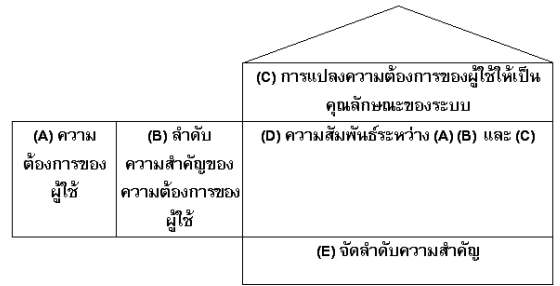 (C) การแปลงความต้องการของผู้ใช้ให้เป็น
คุณลักษณะของระบบ
(A) ความ
ต้องการของ
ผู้ใช้
(B) ลำดับ
ความสำคัญของ
ความต้องการของ
ผู้ใช้
(D) ความสัมพันธ์ระหว่าง (A) (B) และ (C)
(E) จัดลำดับความสำคัญ